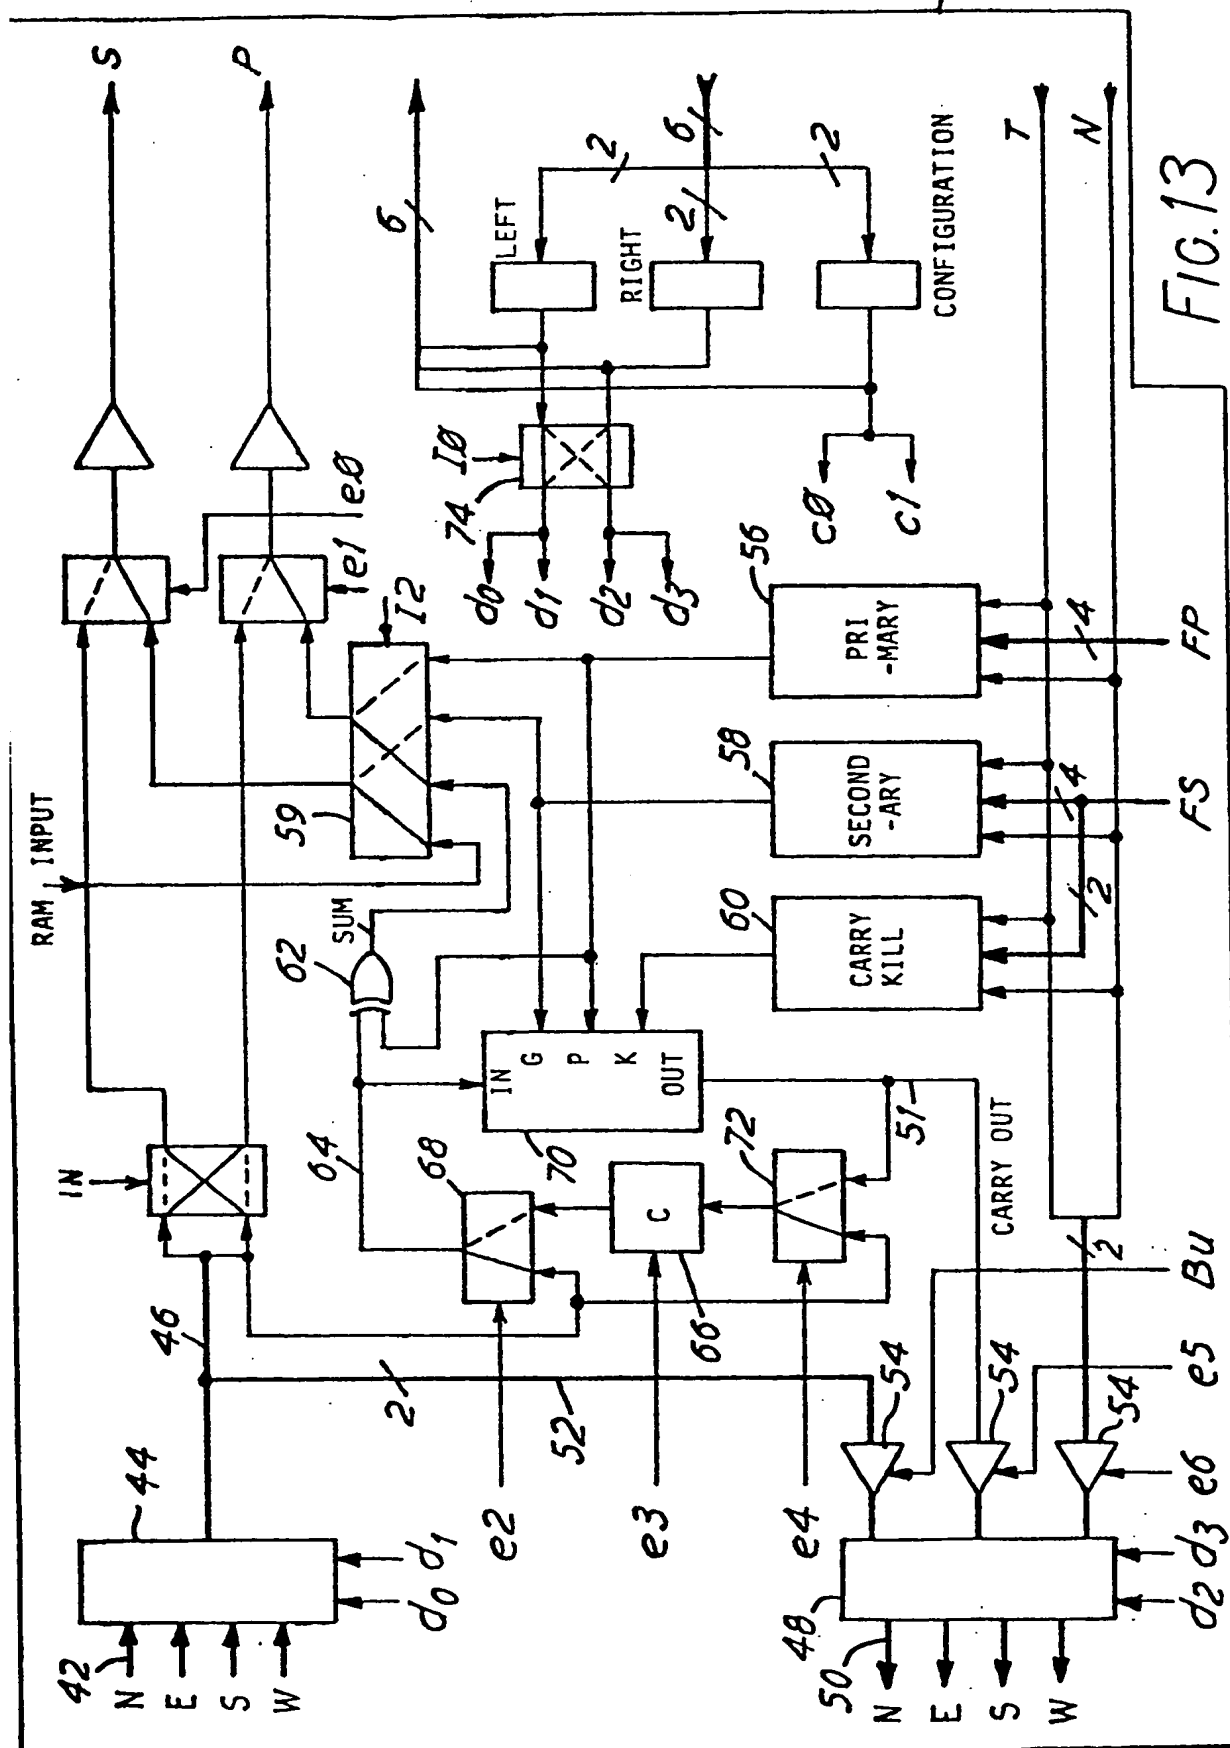 S
P
6
LEFT
2
6
2
RIGHT
2
CONFIGURATION
T
N
FIG. 13
e0
e1
I2
I0
74
d0
d1
d2
d3
c0
c1
56
PRI
-MARY
4
FP
RAM INPUT
59
58
SECOND
-ARY
4
FS
SUM
62
60
CARRY
KILL
2
IN
64
68
IN
G
P
K
OUT
70
C
66
72
51
CARRY OUT
2
Bu
46
2
52
54
54
54
e5
e6
44
d1
d0
e2
e3
e4
d3
d2
42
N
E
S
W
48
50
N
E
S
W